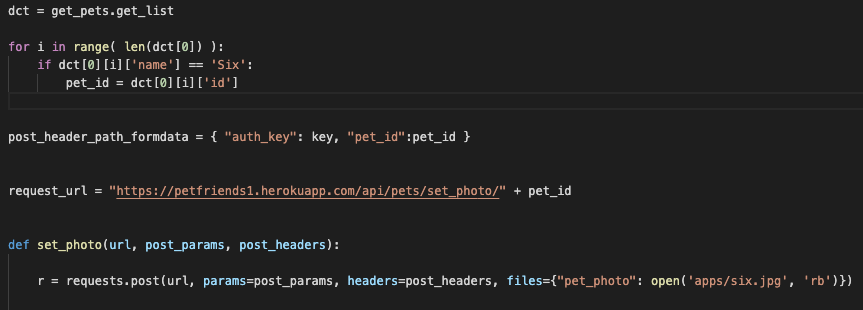 dct = get_pets.get_list
for i in range( len(dct[0]) ):
if dct[0][i]['name'] == 'Six':
pet_id = dct[0][i]['id']
post_header_path_formdata = { "auth_key": key, "pet_id":pet_id }
request_url = "https://petfriends1.herokuapp.com/api/pets/set_photo/" + pet_id
def set_photo(url, post_params, post_headers):
r = requests.post(url, params=post_params, headers=post_headers, files={"pet_photo": open('apps/six.jpg', 'rb')})